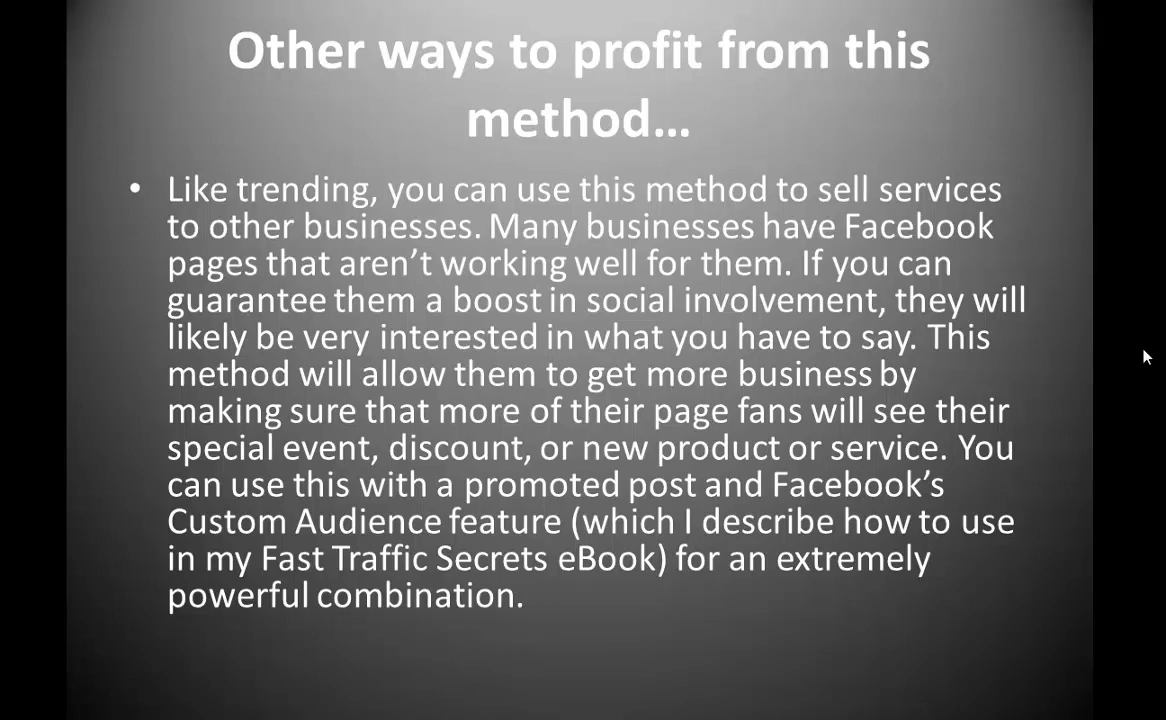 Other ways to profit from this
method...
• Like trending, you can use this method to sell services
to other businesses. Many businesses have Facebook
pages that aren’t working well for them. If you can
guarantee them a boost in social involvement, they will
likely be very interested in what you have to say. This
method will allow them to get more business by
making sure that more of their page fans will see their
special event, discount, or new product or service. You
can use this with a promoted post and Facebook’s
Custom Audience feature (which I describe how to use
in my Fast Traffic Secrets eBook) for an extremely
powerful combination.